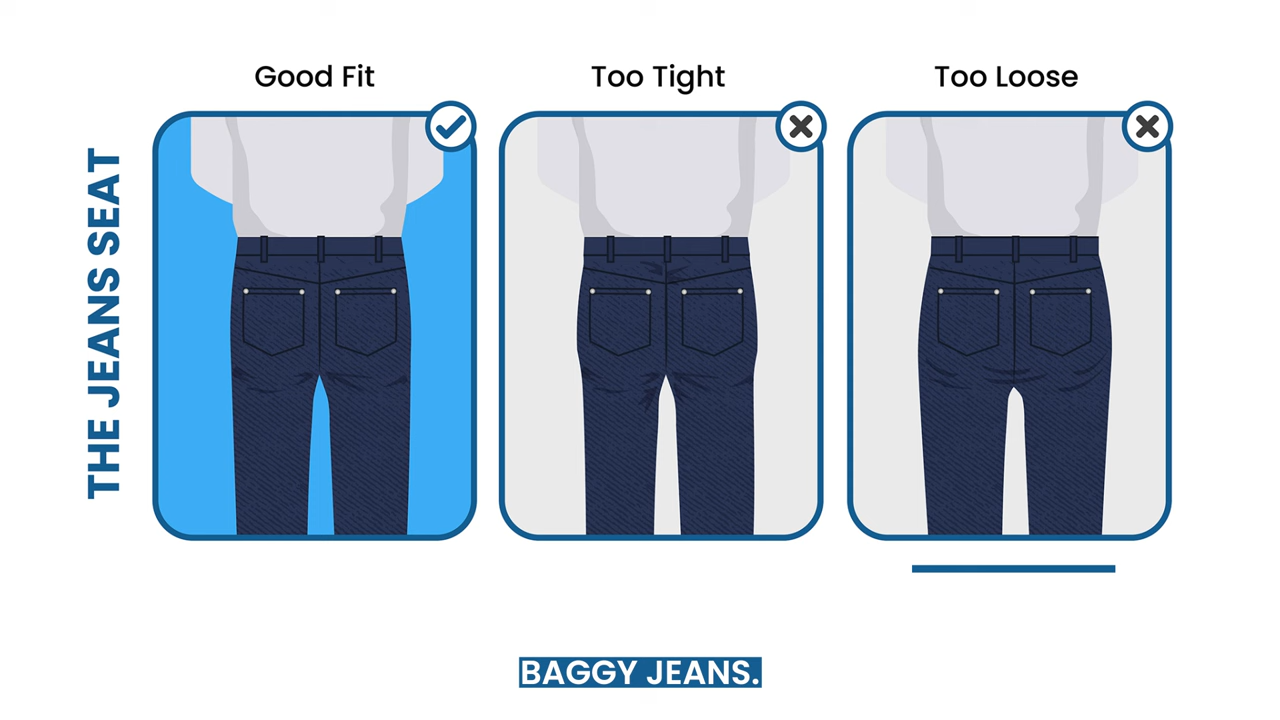 Good Fit
Too Tight
Too Loose
THE JEANS SEAT
BAGGY JEANS.